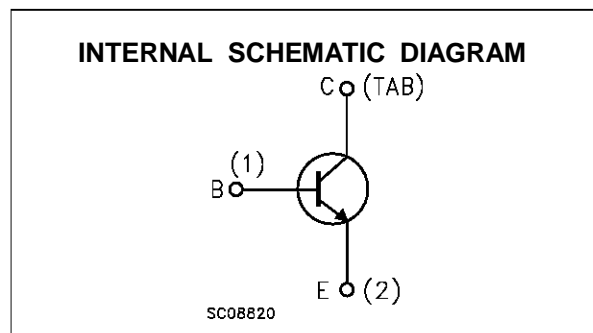 INTERNAL SCHEMATIC DIAGRAM
C (TAB)
(1)
B
E (2)
SC08820